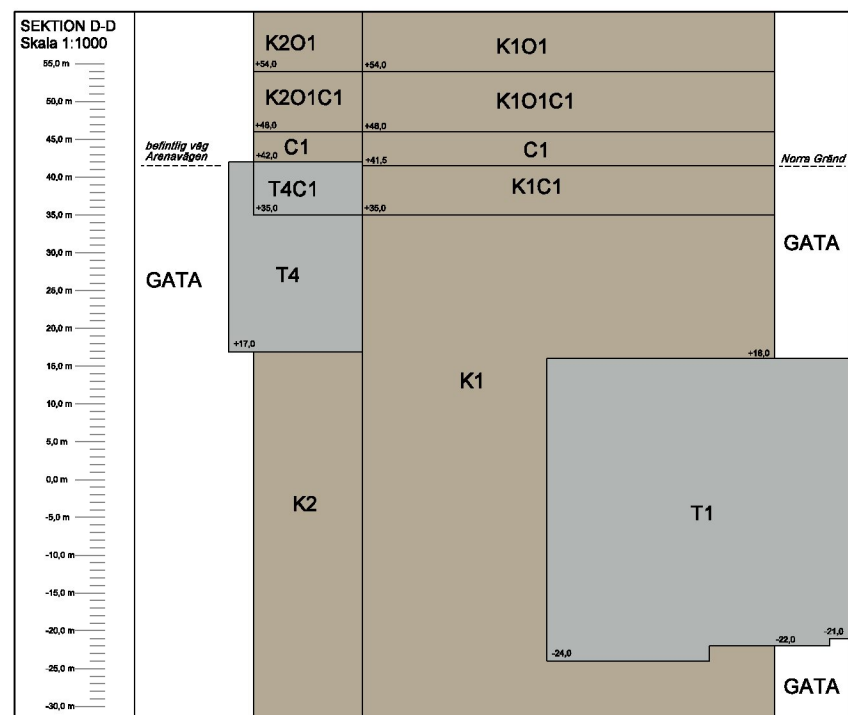 SEKTION D-D
Skala 1:1000
55,0 m
50,0 m
45,0 m
40,0 m
35,0 m
30,0 m
25,0 m
20,0 m
15,0 m
10,0 m
5,0 m
0,0 m
-5,0 m
-10,0 m
-15,0 m
-20,0 m
-25,0 m
-30,0 m
befintlig väg
Arenavägen
GATA
K2O1
+54,0
K2O1C1
+46,0
C1
+42,0
T4C1
+35,0
T4
+17,0
K2
K1O1
+54,0
K1O1C1
+46,0
C1
+41,5
K1C1
+35,0
K1
+16,0
T1
-24,0
-22,0
-21,0
Norra Gränd
GATA
GATA